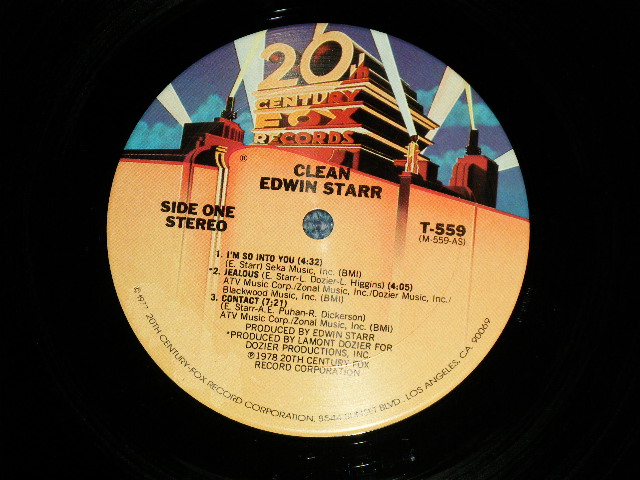 20th
CENTURY
FOX
RECORDS
CLEAN
EDWIN STARR
SIDE ONE
STEREO
T-559
(M-559-AS)
1. I'M SO INTO YOU (4:32)
(E. Starr) Seka Music, Inc. (BMI)
*2. JEALOUS (E. Starr-L. Dozier-L. Higgins) (4:05)
ATV Music Corp./Zonal Music, Inc./Dozier Music, Inc./
Blackwood Music, Inc. (BMI)
3. CONTACT (7:21)
(E. Starr-A.E. Puhan-R. Dickerson)
ATV Music Corp./Zonal Music, Inc. (BMI)
PRODUCED BY EDWIN STARR
*PRODUCED BY LAMONT DOZIER FOR
DOZIER PRODUCTIONS, INC.
℗1978 20TH CENTURY FOX
RECORD CORPORATION
©1977 20TH CENTURY-FOX RECORD CORPORATION, 8544 SUNSET BLVD · LOS ANGELES, CA 90069